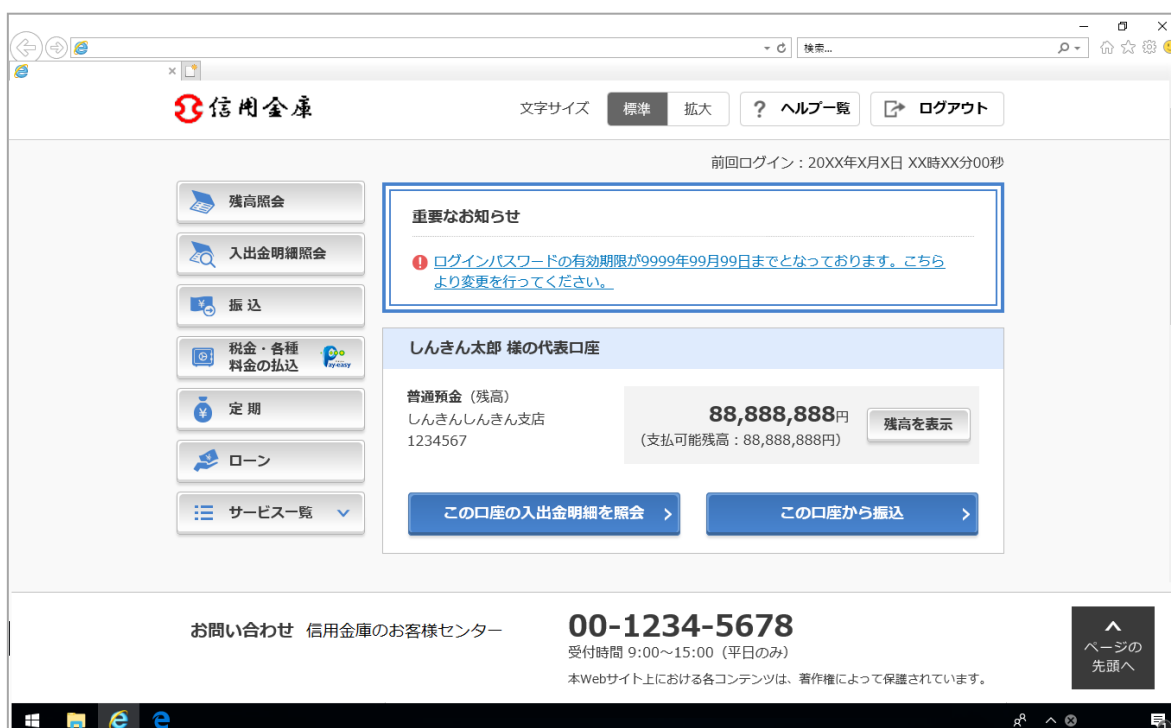 検索...
信用金庫
文字サイズ 標準 拡大 ? ヘルプ一覧 ログアウト
前回ログイン：20XX年X月X日 XX時XX分00秒
残高照会
入出金明細照会
振込
税金・各種
料金の払込
Pay-easy
定期
ローン
サービス一覧
重要なお知らせ
ログインパスワードの有効期限が9999年99月99日までとなっております。こちら
より変更を行ってください。
しんきん太郎 様の代表口座
普通預金（残高）
しんきんしんきん支店
1234567
88,888,888円
（支払可能残高：88,888,888円）
残高を表示
この口座の入出金明細を照会
この口座から振込
お問い合わせ 信用金庫のお客様センター
00-1234-5678
受付時間 9:00～15:00（平日のみ）
本Webサイト上における各コンテンツは、著作権によって保護されています。
ページの
先頭へ